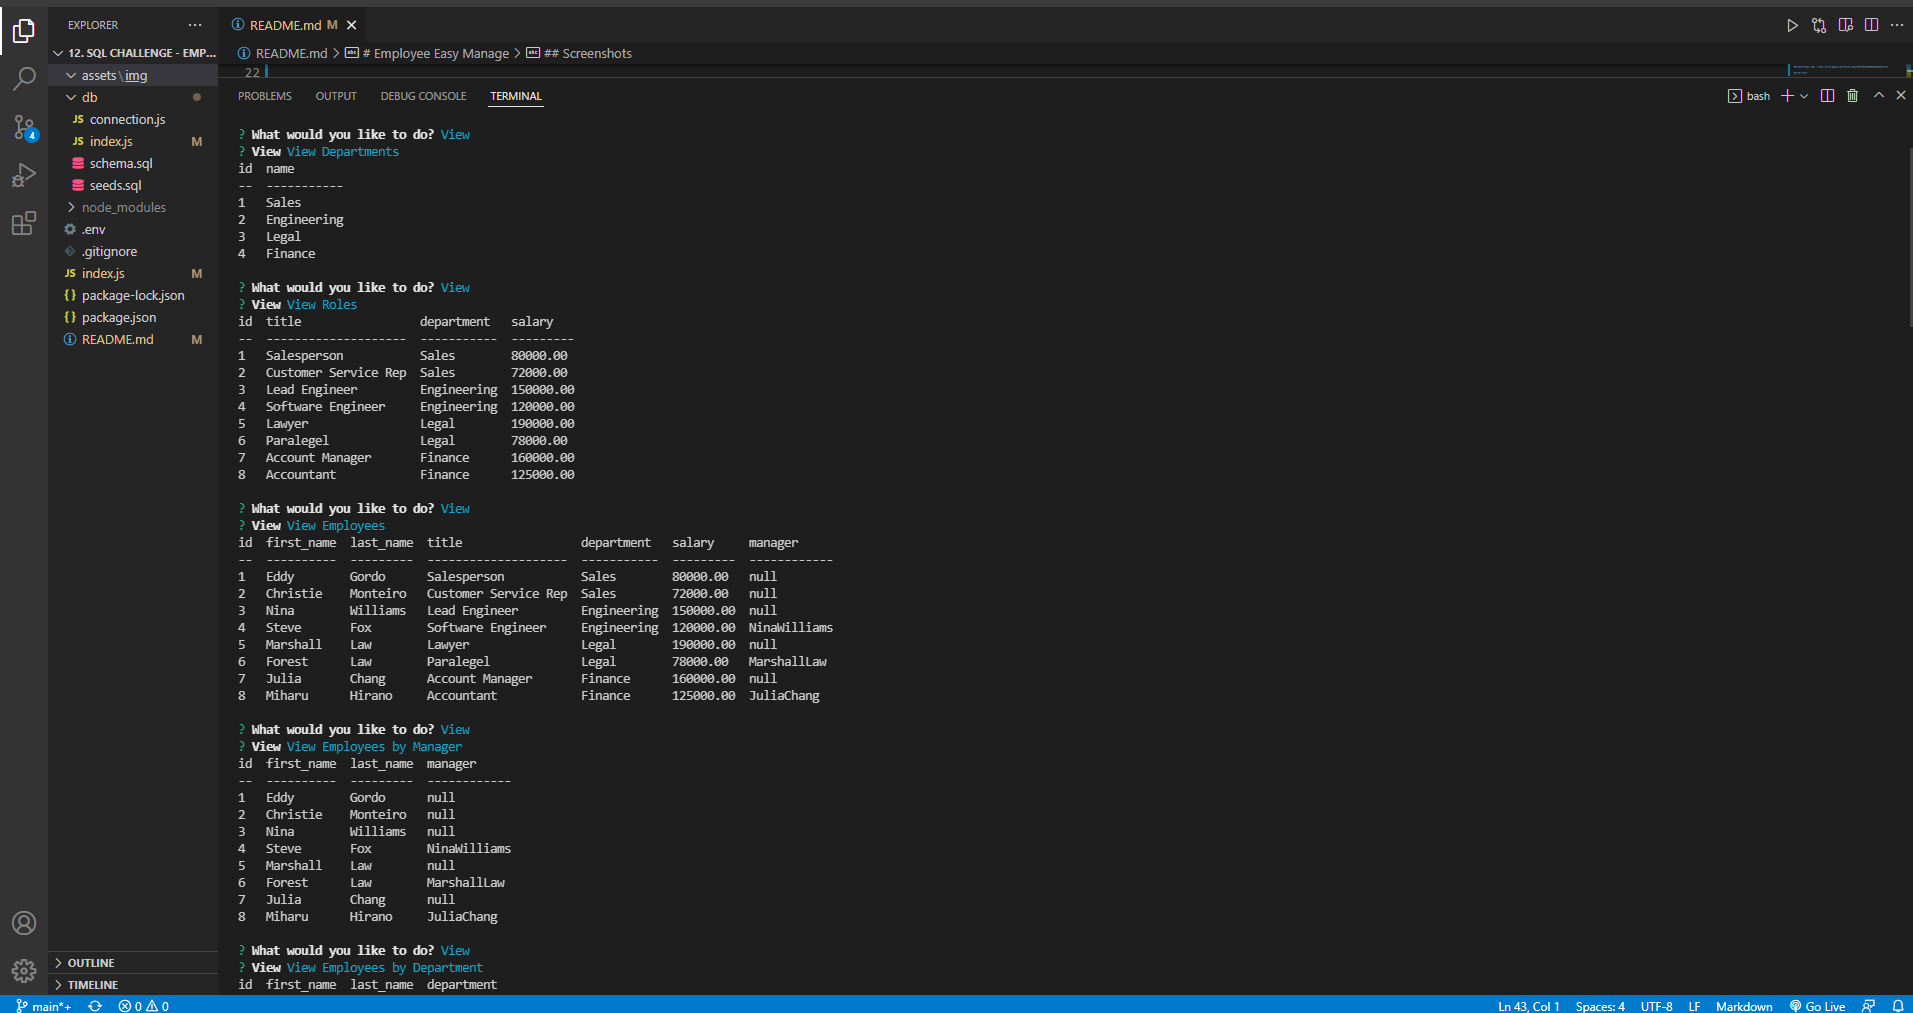 EXPLORER
12. SQL CHALLENGE - EMP...
assets\img
db
JS connection.js
JS index.js M
schema.sql
seeds.sql
node_modules
.env
.gitignore
JS index.js M
{} package-lock.json
{} package.json
README.md M
OUTLINE
TIMELINE
README.md M
README.md > # Employee Easy Manage > ## Screenshots
22
PROBLEMS OUTPUT DEBUG CONSOLE TERMINAL
bash
? What would you like to do? View
? View View Departments
id name
-- -----------
1 Sales
2 Engineering
3 Legal
4 Finance
? What would you like to do? View
? View View Roles
id title department salary
-- -------------------- ----------- ---------
1 Salesperson Sales 80000.00
2 Customer Service Rep Sales 72000.00
3 Lead Engineer Engineering 150000.00
4 Software Engineer Engineering 120000.00
5 Lawyer Legal 190000.00
6 Paralegel Legal 78000.00
7 Account Manager Finance 160000.00
8 Accountant Finance 125000.00
? What would you like to do? View
? View View Employees
id first_name last_name title department salary manager
-- ---------- --------- -------------------- ----------- --------- ------------
1 Eddy Gordo Salesperson Sales 80000.00 null
2 Christie Monteiro Customer Service Rep Sales 72000.00 null
3 Nina Williams Lead Engineer Engineering 150000.00 null
4 Steve Fox Software Engineer Engineering 120000.00 NinaWilliams
5 Marshall Law Lawyer Legal 190000.00 null
6 Forest Law Paralegel Legal 78000.00 MarshallLaw
7 Julia Chang Account Manager Finance 160000.00 null
8 Miharu Hirano Accountant Finance 125000.00 JuliaChang
? What would you like to do? View
? View View Employees by Manager
id first_name last_name manager
-- ---------- --------- ------------
1 Eddy Gordo null
2 Christie Monteiro null
3 Nina Williams null
4 Steve Fox NinaWilliams
5 Marshall Law null
6 Forest Law MarshallLaw
7 Julia Chang null
8 Miharu Hirano JuliaChang
? What would you like to do? View
? View View Employees by Department
id first_name last_name department
4
main*+ 0 0 Ln 43, Col 1 Spaces: 4 UTF-8 LF Markdown Go Live